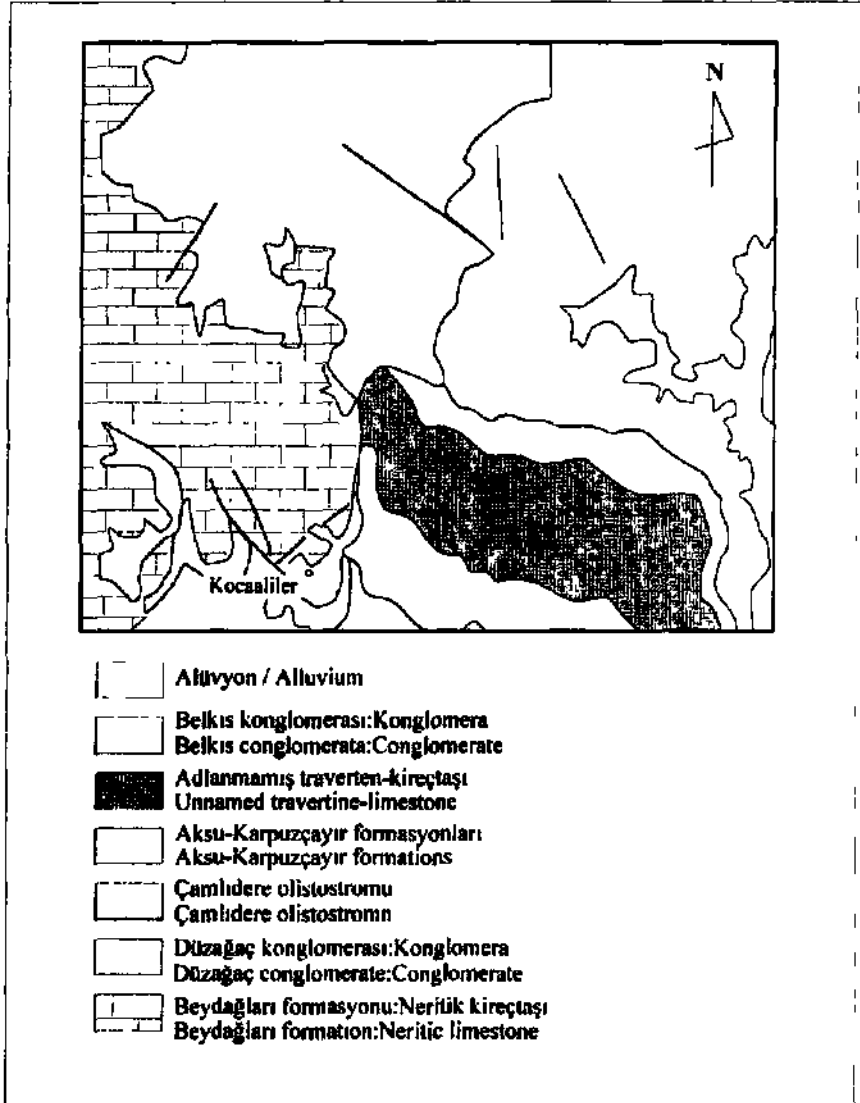 N
Kocaaliler
Alüvyon / Alluvium
Belkıs konglomerası:Konglomera
Belkıs conglomerata:Conglomerate
Adlanmamış traverten-kireçtaşı
Unnamed travertine-limestone
Aksu-Karpuzçayır formasyonları
Aksu-Karpuzçayır formations
Çamlıdere olistostromu
Çamlıdere olistostromn
Düzağaç konglomerası:Konglomera
Düzağaç conglomerate:Conglomerate
Beydağları formasyonu:Neritik kireçtaşı
Beydağları formation:Neritic limestone